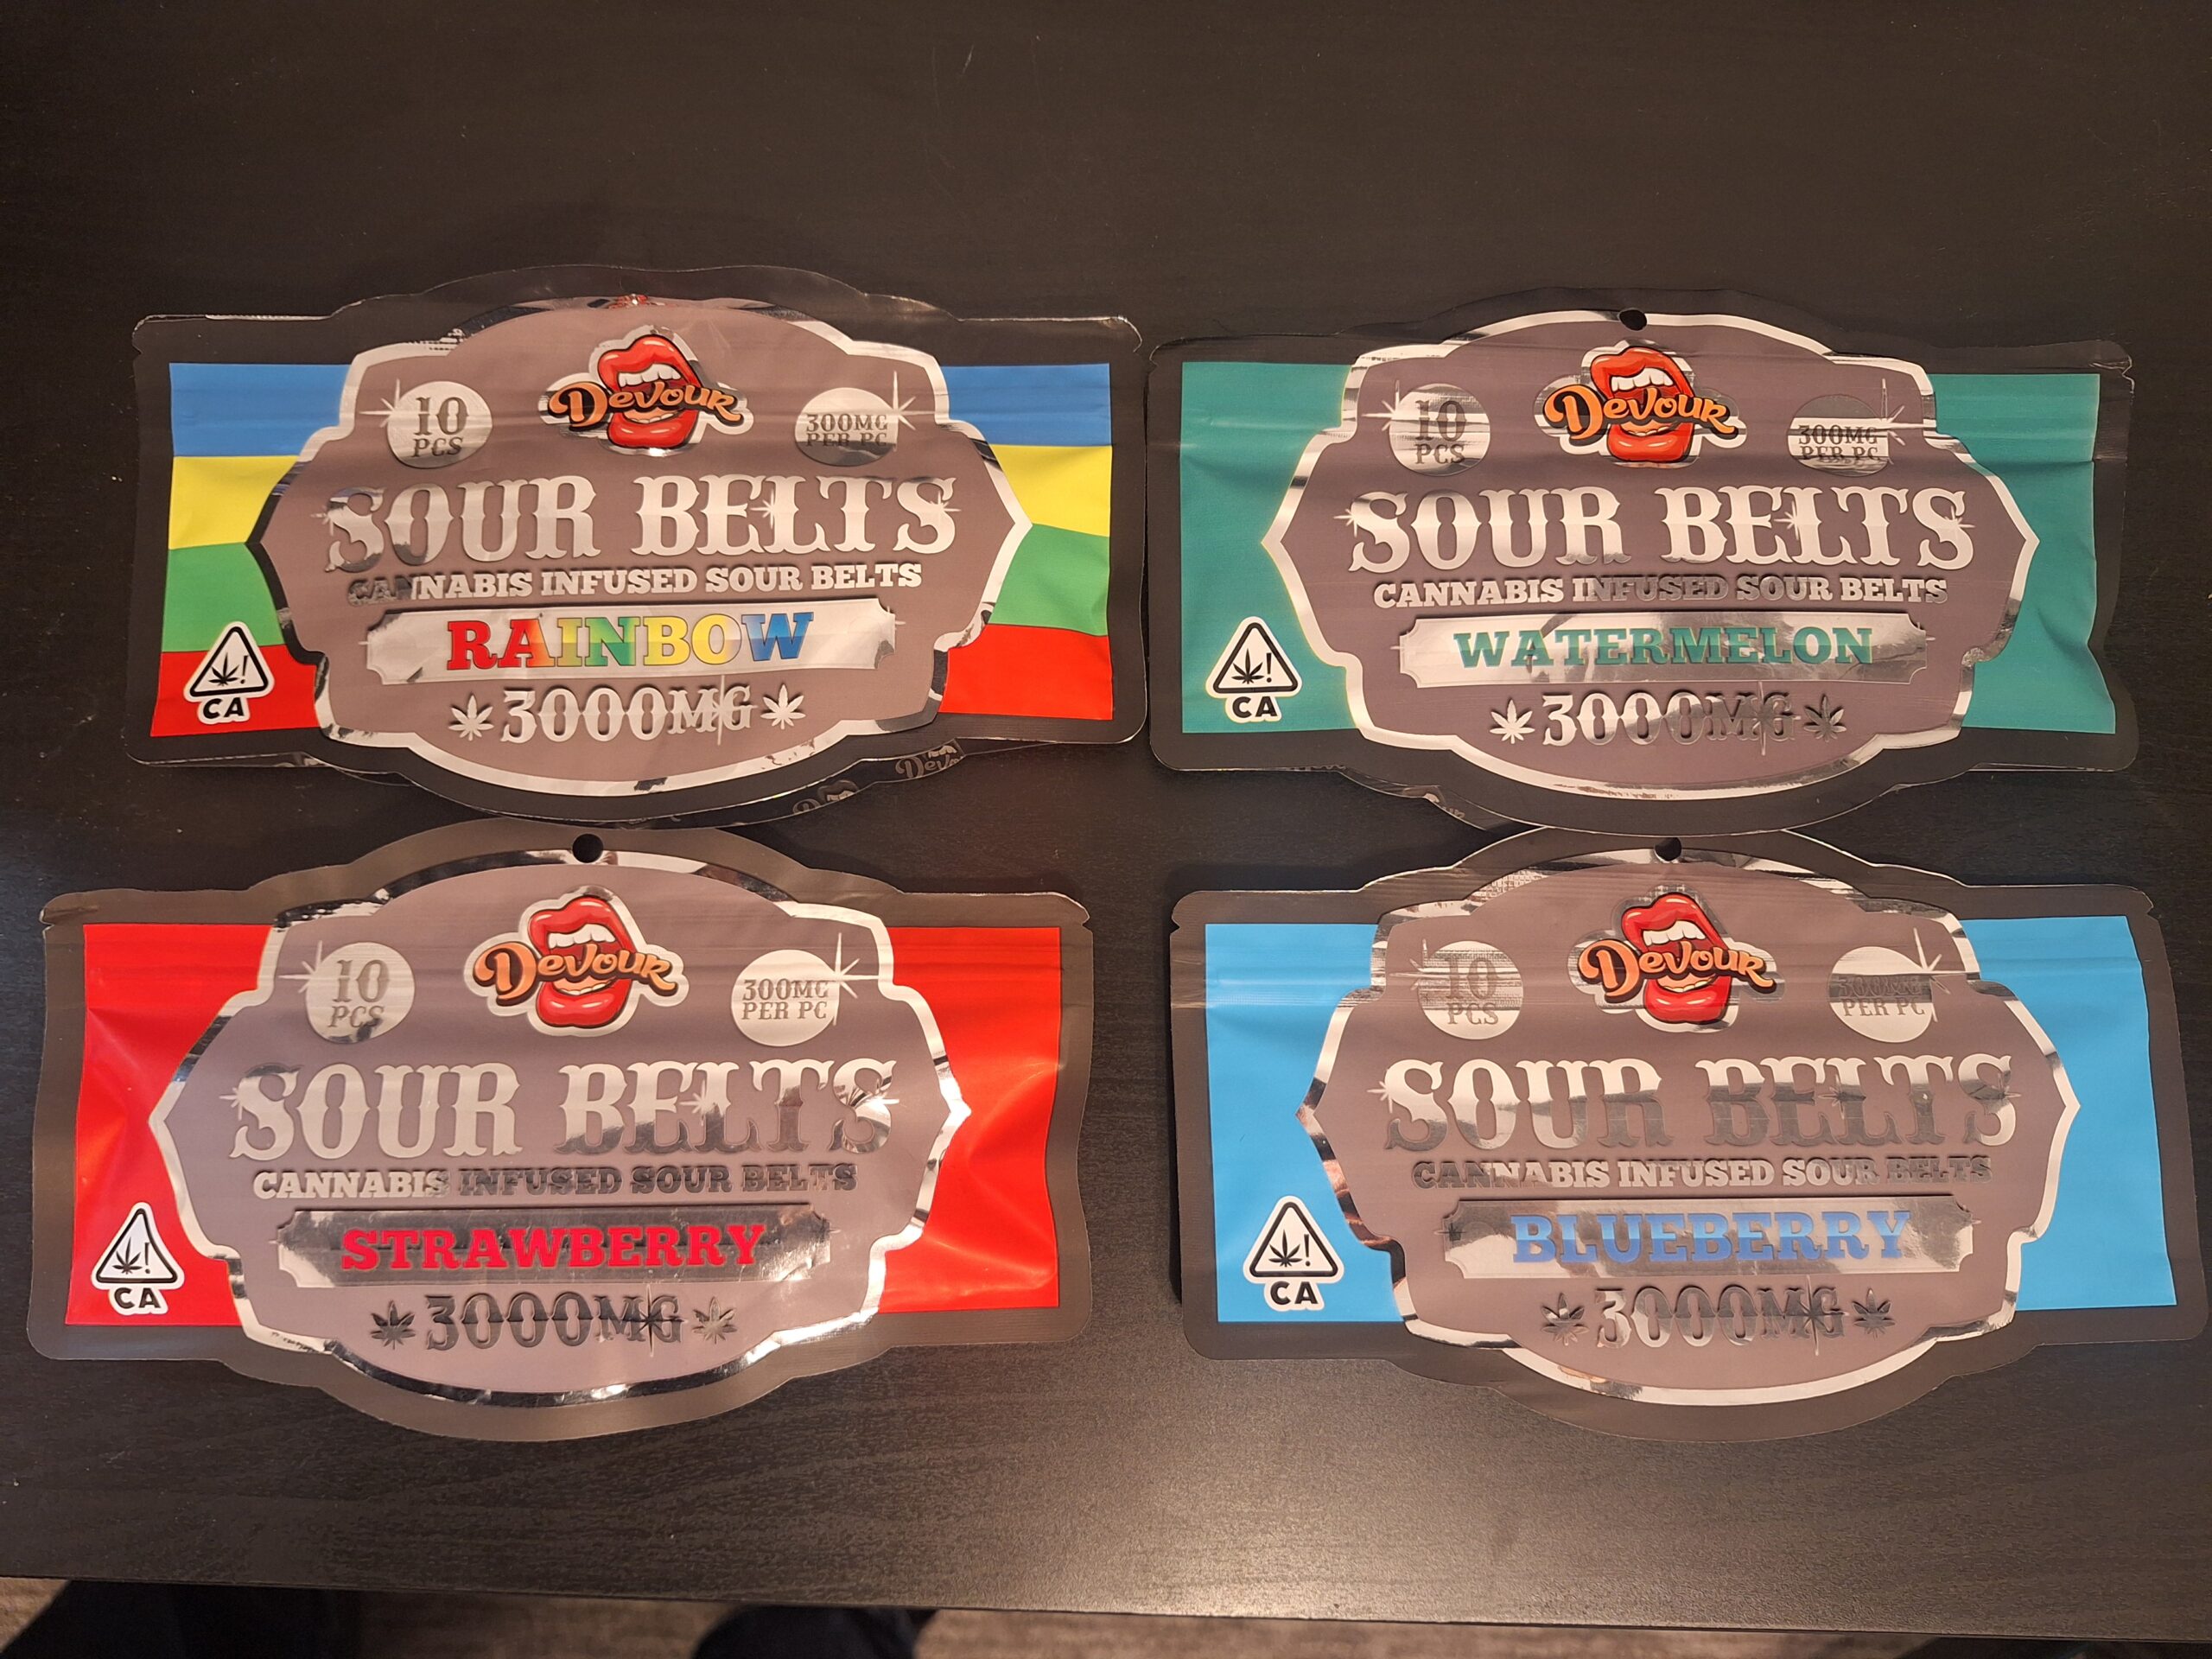 10
PCS
Devour
300MG
PER PC
SOUR BELTS
CANNABIS INFUSED SOUR BELTS
RAINBOW
3000MG
CA
Devour
10
PCS
Devour
300MG
PER PC
SOUR BELTS
CANNABIS INFUSED SOUR BELTS
WATERMELON
3000MG
!
CA
10
PCS
Devour
300MG
PER PC
SOUR BELTS
CANNABIS INFUSED SOUR BELTS
STRAWBERRY
3000MG
!
CA
10
PCS
Devour
300MG
PER PC
SOUR BELTS
CANNABIS INFUSED SOUR BELTS
BLUEBERRY
3000MG
!
CA